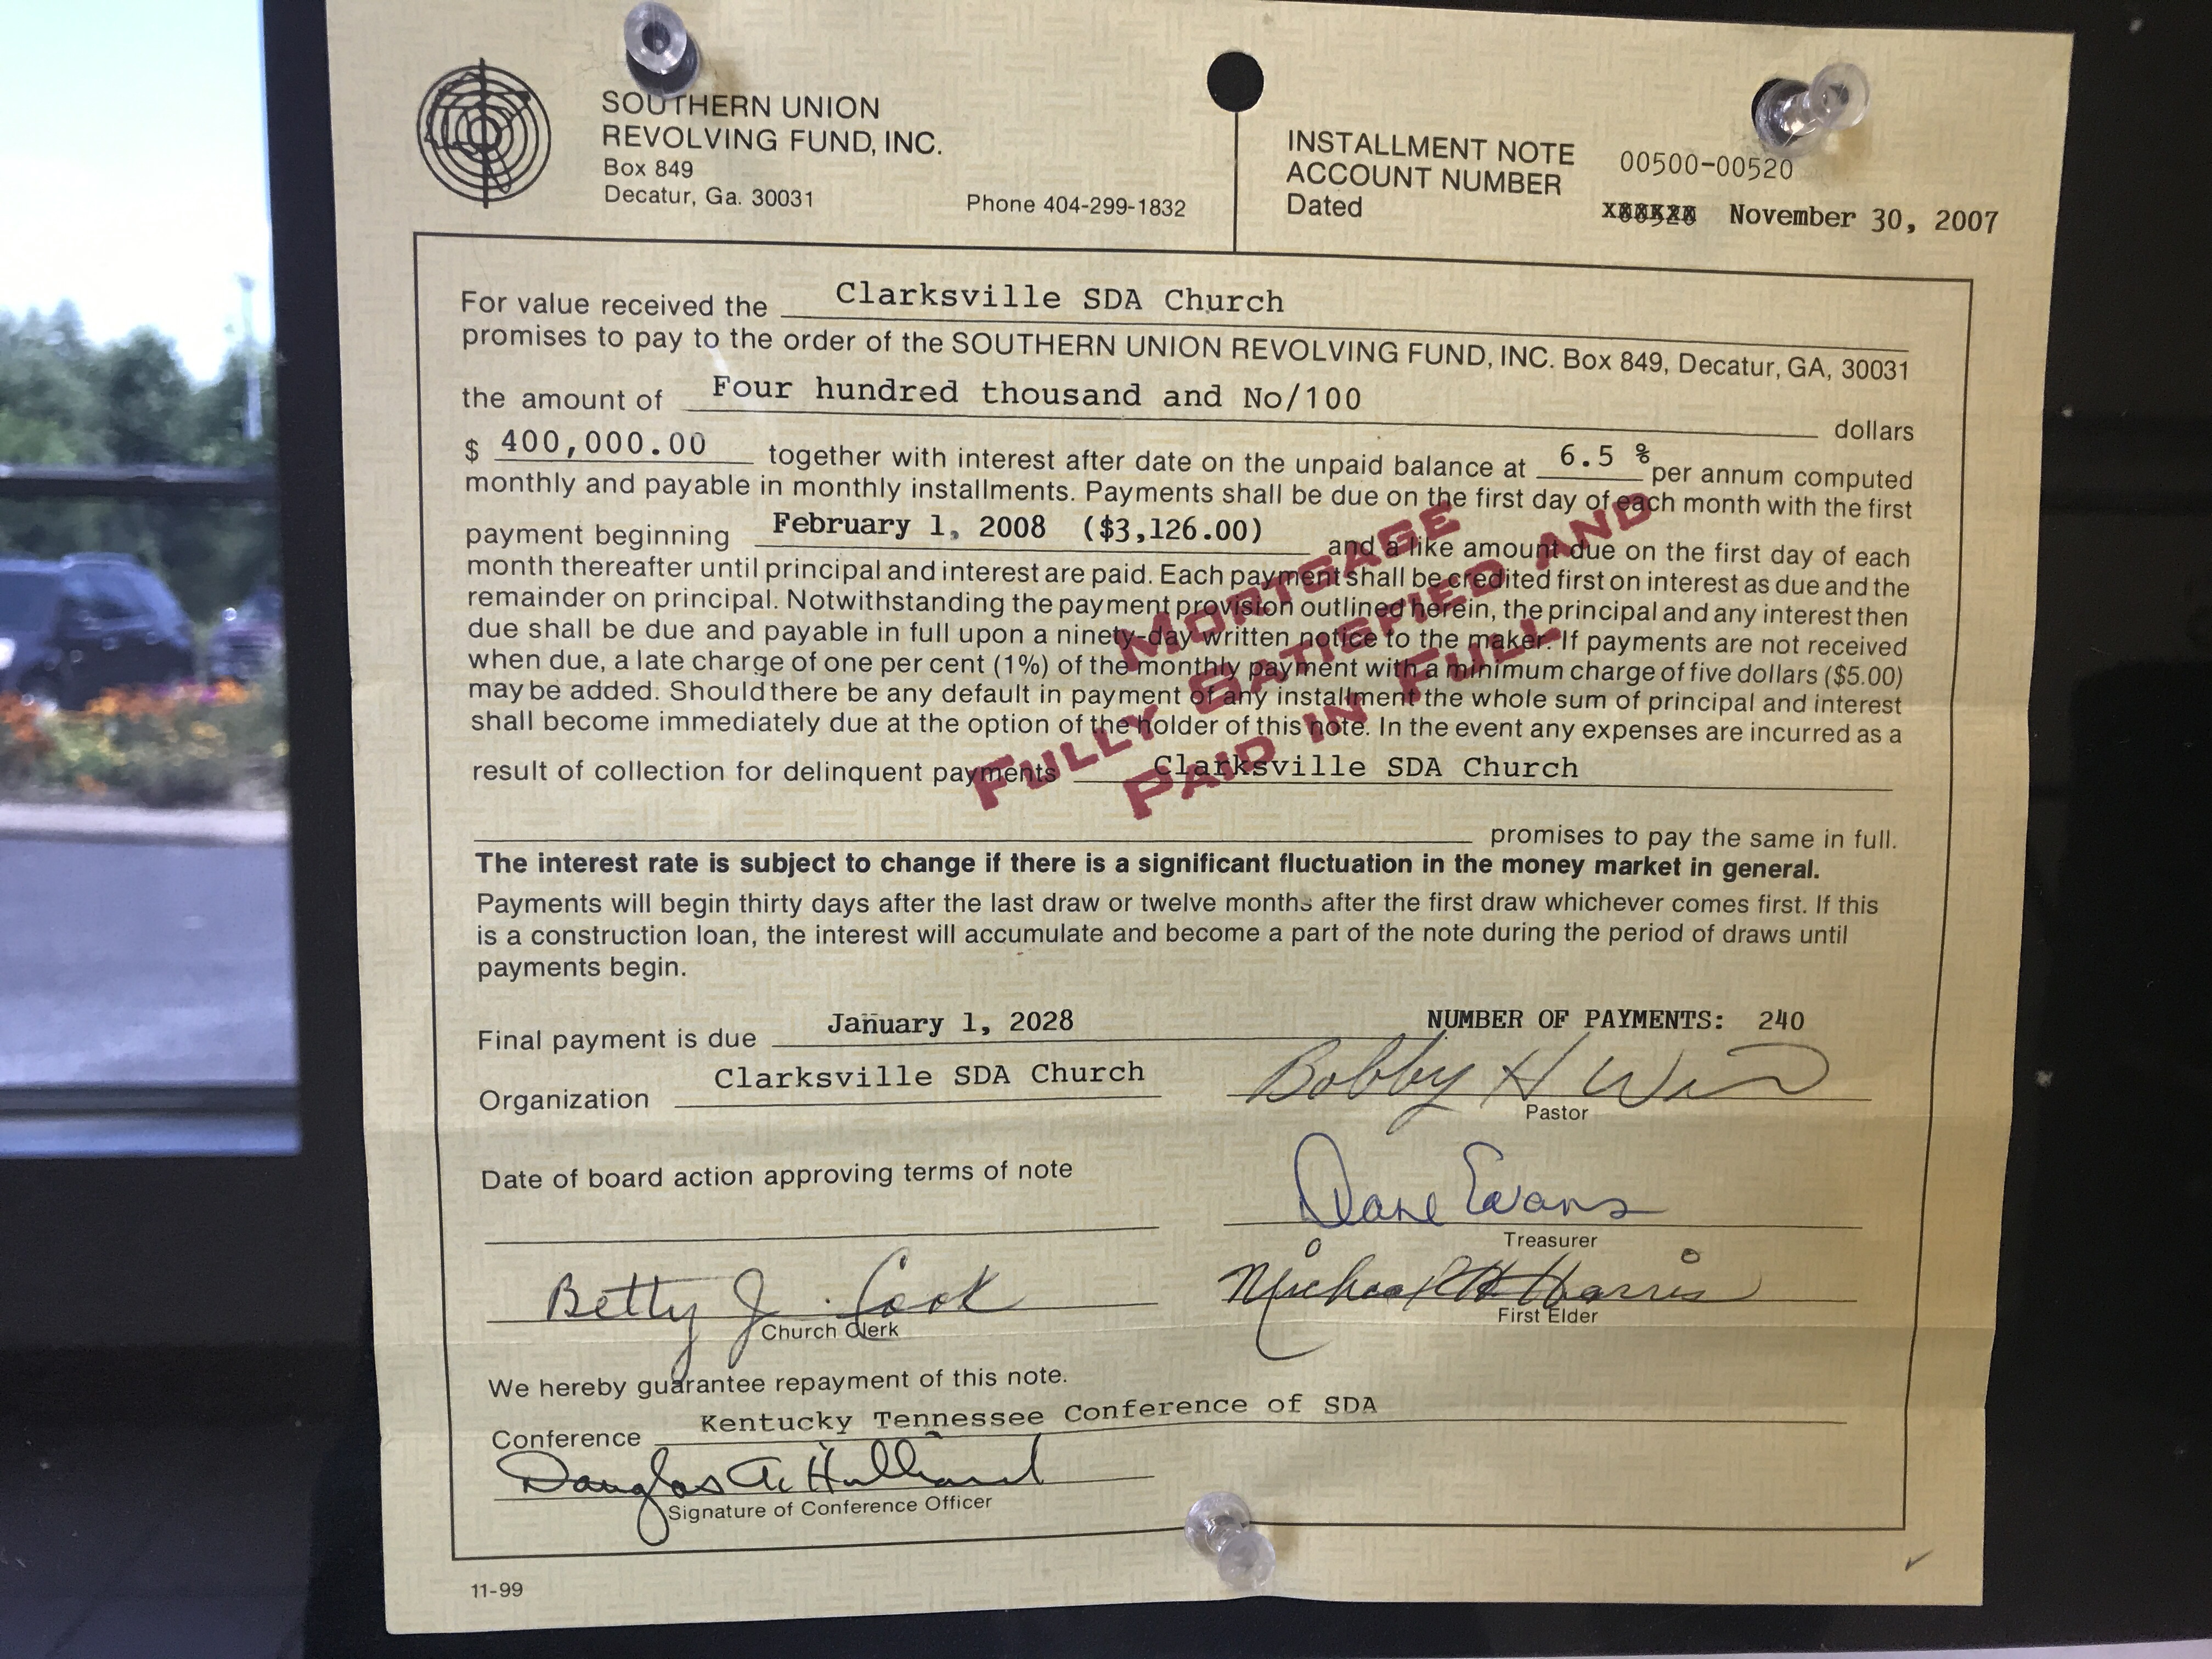 SOUTHERN UNION
REVOLVING FUND, INC.
Box 849
Decatur, Ga. 30031
Phone 404-299-1832
INSTALLMENT NOTE
ACCOUNT NUMBER 00500-00520
Dated November 30, 2007
For value received the Clarksville SDA Church
promises to pay to the order of the SOUTHERN UNION REVOLVING FUND, INC. Box 849, Decatur, GA, 30031
the amount of Four hundred thousand and No/100 dollars
$ 400,000.00 together with interest after date on the unpaid balance at 6.5 % per annum computed
monthly and payable in monthly installments. Payments shall be due on the first day of each month with the first
payment beginning February 1, 2008 ($3,126.00) and a like amount due on the first day of each
month thereafter until principal and interest are paid. Each payment shall be credited first on interest as due and the
remainder on principal. Notwithstanding the payment provision outlined herein, the principal and any interest then
due shall be due and payable in full upon a ninety-day written notice to the maker. If payments are not received
when due, a late charge of one per cent (1%) of the monthly payment with a minimum charge of five dollars ($5.00)
may be added. Should there be any default in payment of any installment the whole sum of principal and interest
shall become immediately due at the option of the holder of this note. In the event any expenses are incurred as a
result of collection for delinquent payments Clarksville SDA Church
promises to pay the same in full.
MORTGAGE
FULLY SATISFIED AND
PAID IN FULL
The interest rate is subject to change if there is a significant fluctuation in the money market in general.
Payments will begin thirty days after the last draw or twelve months after the first draw whichever comes first. If this
is a construction loan, the interest will accumulate and become a part of the note during the period of draws until
payments begin.
Final payment is due January 1, 2028 NUMBER OF PAYMENTS: 240
Organization Clarksville SDA Church
Bobby H
Pastor
Date of board action approving terms of note
Evans
Treasurer
Betty J. Cook
Church Clerk
Michael H Harris
First Elder
We hereby guarantee repayment of this note.
Conference Kentucky Tennessee Conference of SDA
Douglas A Hilliard
Signature of Conference Officer
11-99